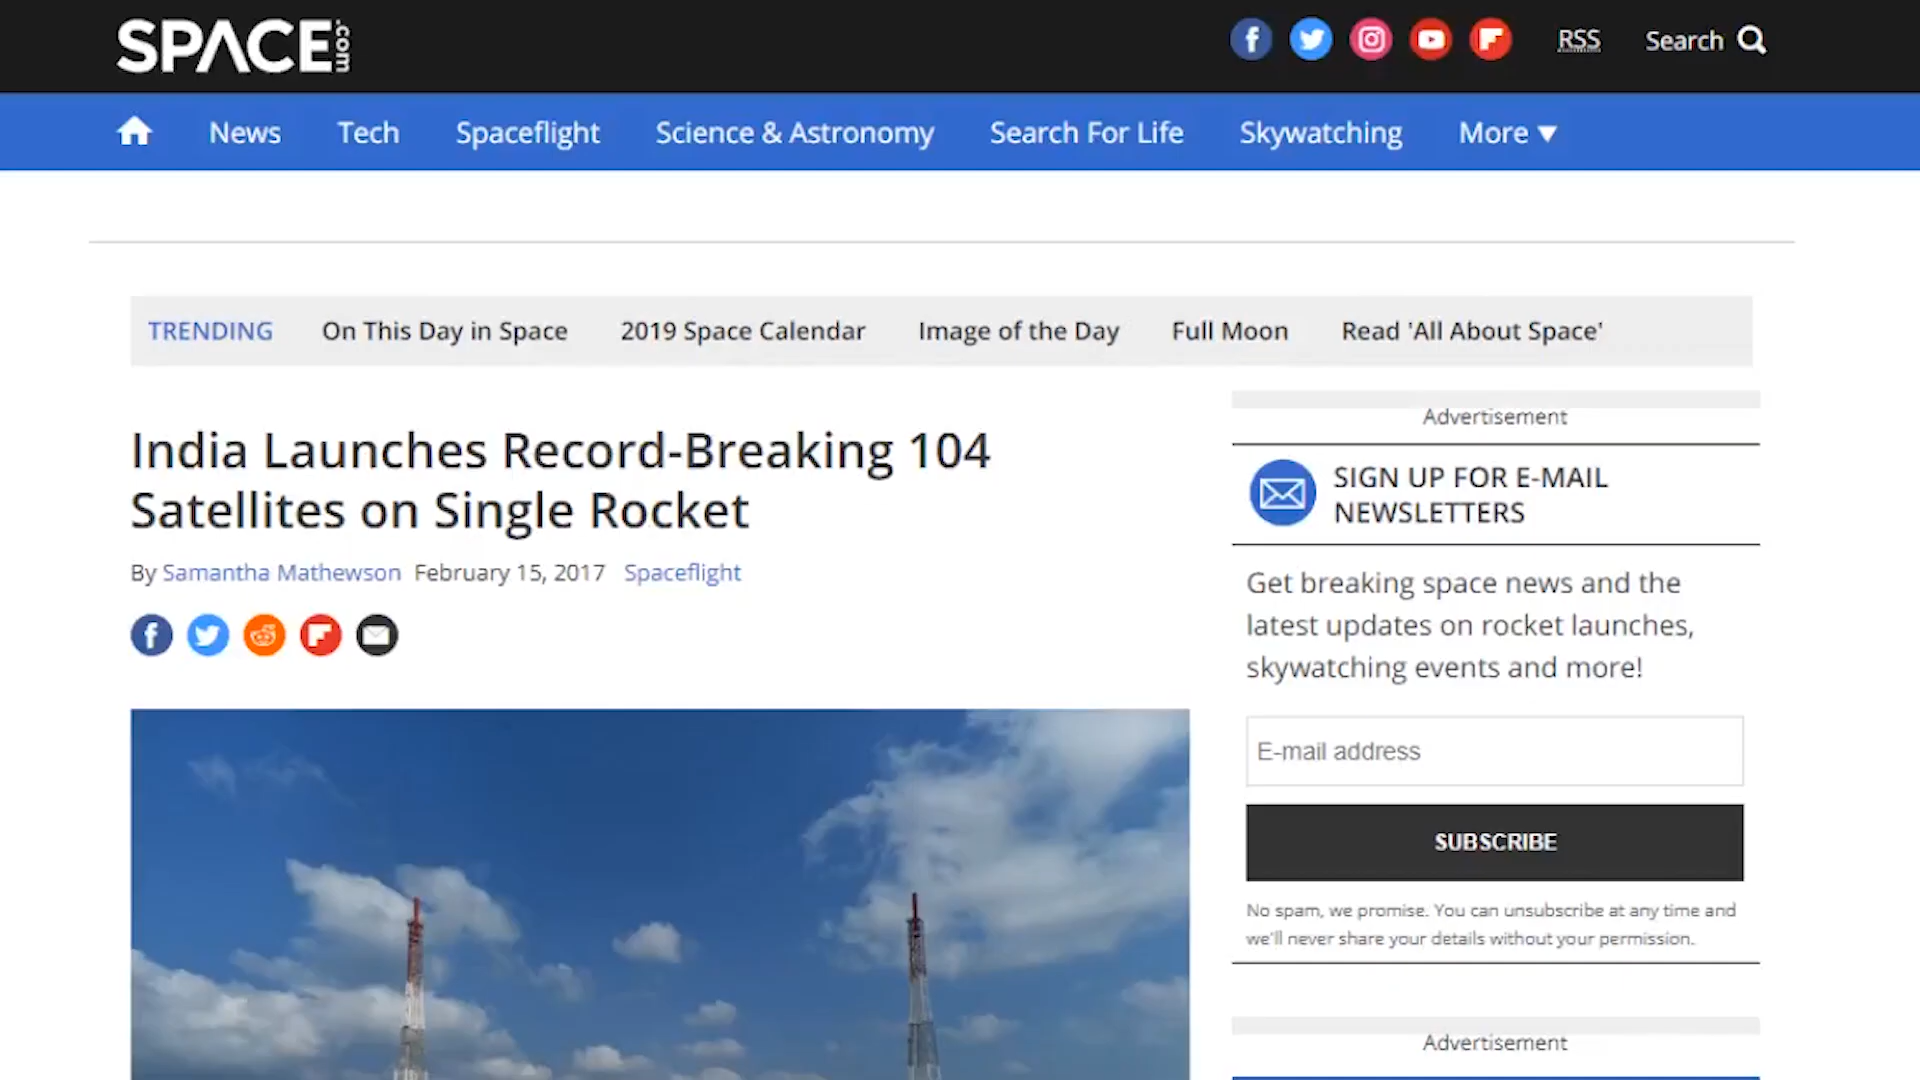 SPACE.com
RSS
Search
News
Tech
Spaceflight
Science & Astronomy
Search For Life
Skywatching
More
TRENDING
On This Day in Space
2019 Space Calendar
Image of the Day
Full Moon
Read 'All About Space'
India Launches Record-Breaking 104
Satellites on Single Rocket
By Samantha Mathewson February 15, 2017 Spaceflight
Advertisement
SIGN UP FOR E-MAIL
NEWSLETTERS
Get breaking space news and the
latest updates on rocket launches,
skywatching events and more!
E-mail address
SUBSCRIBE
No spam, we promise. You can unsubscribe at any time and
we'll never share your details without your permission.
Advertisement